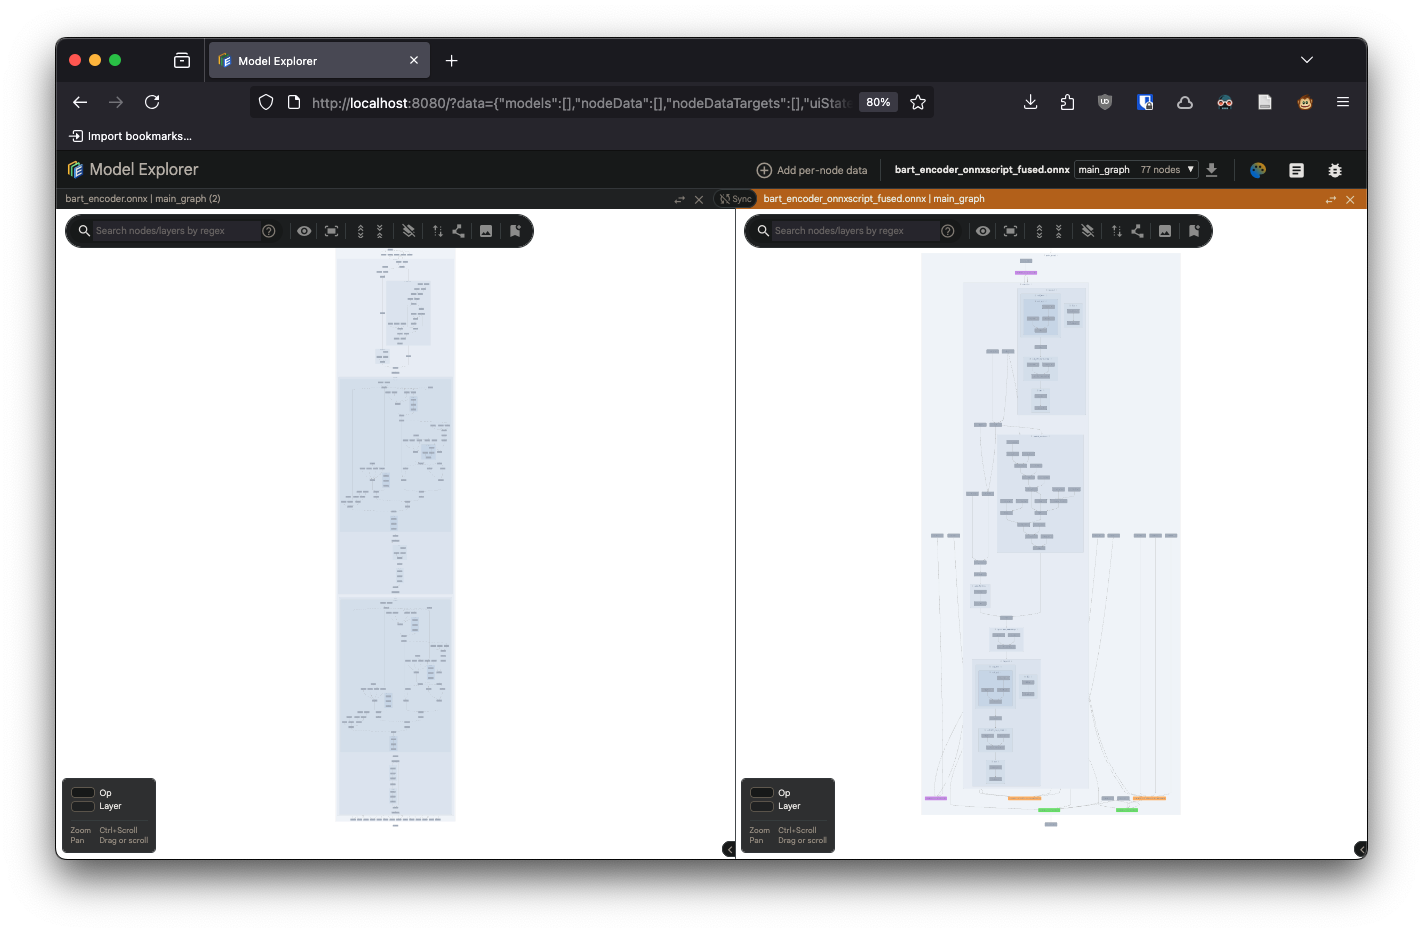 Model Explorer
http://localhost:8080/?data={"models":[],"nodeData":[],"nodeDataTargets":[],"uiState
80%
Import bookmarks...
Model Explorer
Add per-node data
bart_encoder_onnxscript_fused.onnx
main_graph 77 nodes
bart_encoder.onnx | main_graph (2)
Sync
bart_encoder_onnxscript_fused.onnx | main_graph
Search nodes/layers by regex
Search nodes/layers by regex
Op
Layer
Zoom Ctrl+Scroll
Pan Drag or scroll
Op
Layer
Zoom Ctrl+Scroll
Pan Drag or scroll